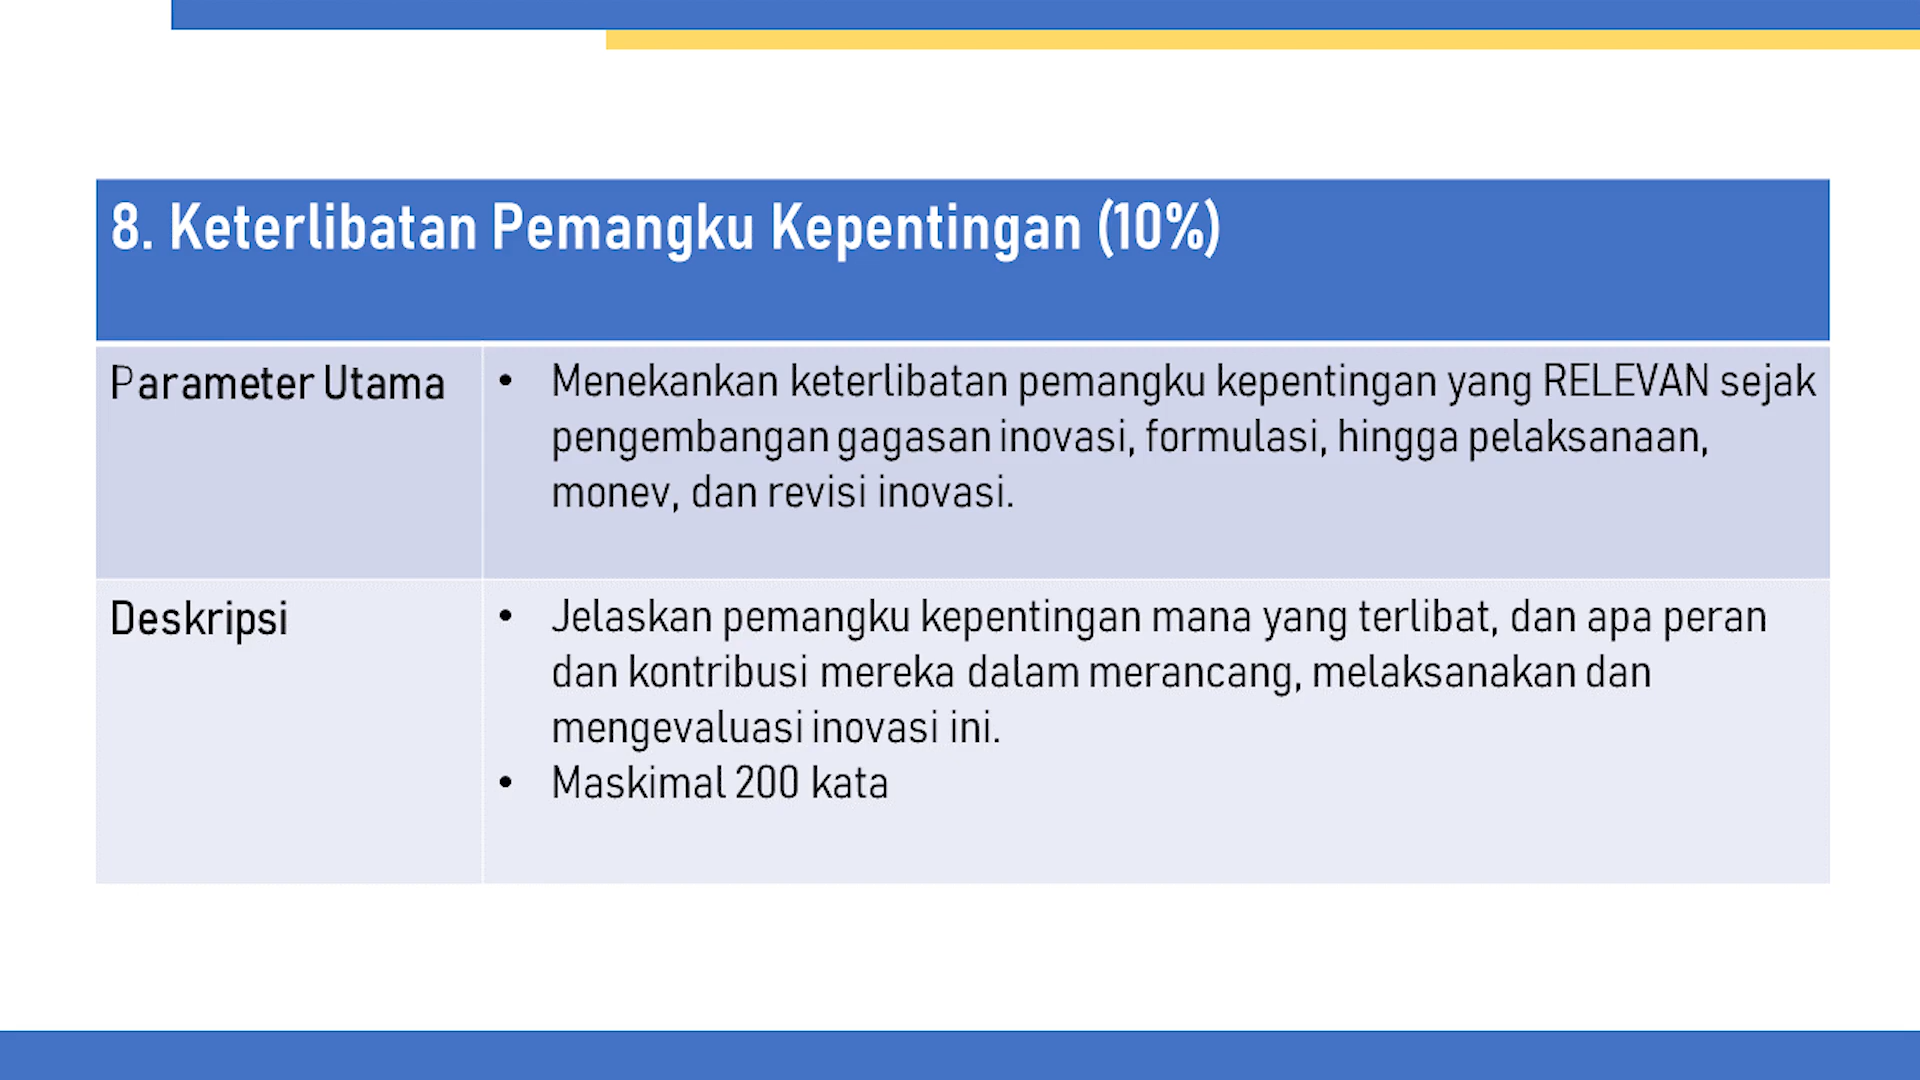 8. Keterlibatan Pemangku Kepentingan (10%)
Parameter Utama
• Menekankan keterlibatan pemangku kepentingan yang RELEVAN sejak
pengembangan gagasan inovasi, formulasi, hingga pelaksanaan,
monev, dan revisi inovasi.
Deskripsi
• Jelaskan pemangku kepentingan mana yang terlibat, dan apa peran
dan kontribusi mereka dalam merancang, melaksanakan dan
mengevaluasi inovasi ini.
• Maskimal 200 kata